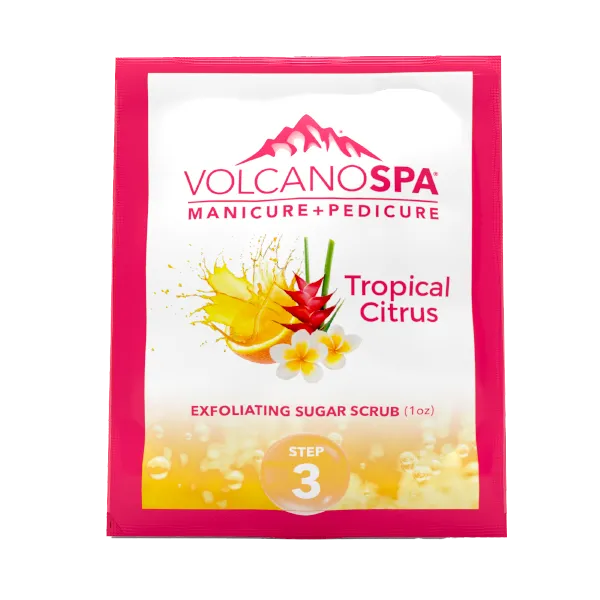 VOLCANOSPA®
MANICURE+PEDICURE
Tropical
Citrus
EXFOLIATING SUGAR SCRUB (1oz)
STEP
3